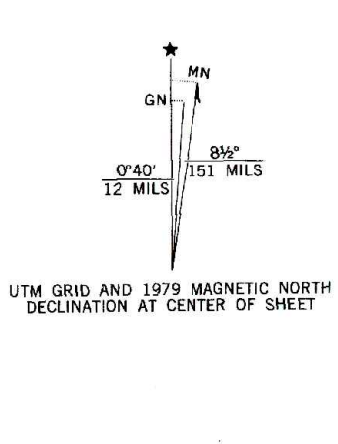 MN
GN
8½°
0°40'
151 MILS
12 MILS
UTM GRID AND 1979 MAGNETIC NORTH
DECLINATION AT CENTER OF SHEET